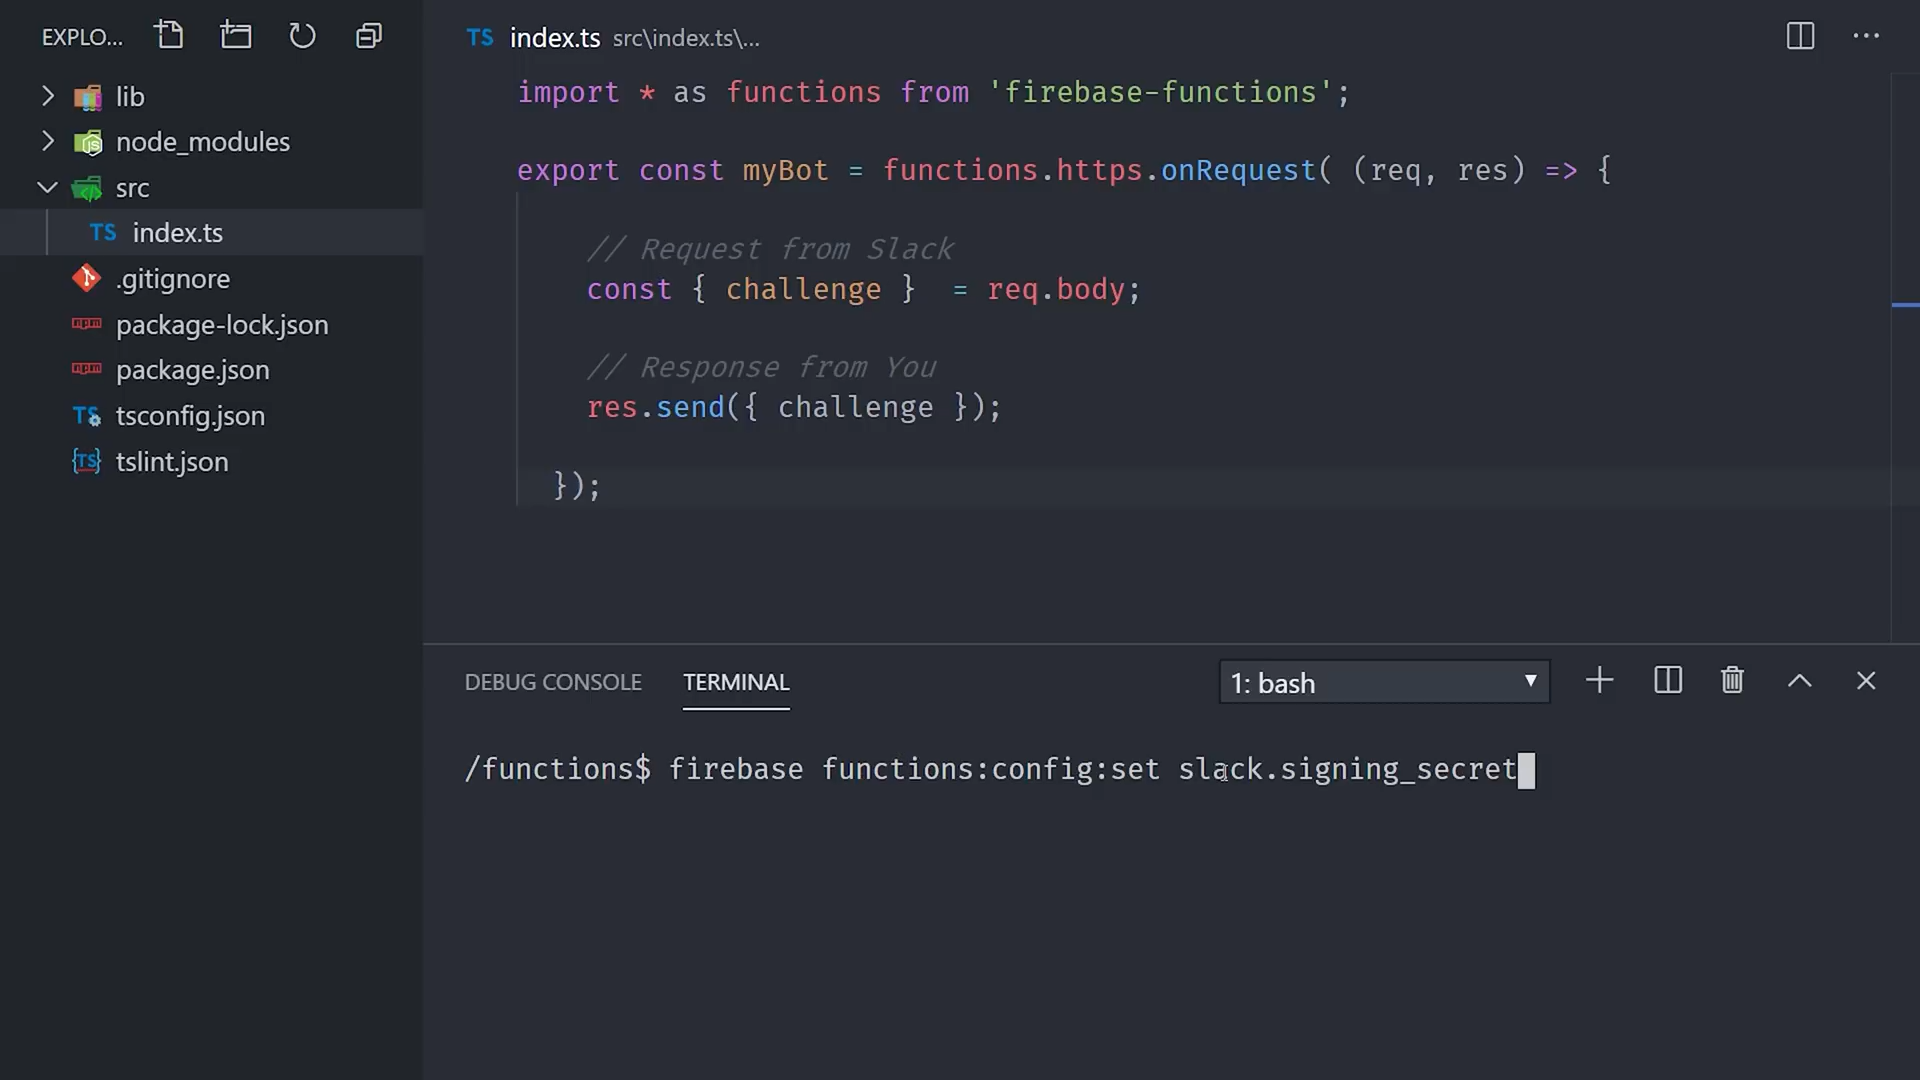 EXPLO...
lib
node_modules
src
TS index.ts
.gitignore
package-lock.json
package.json
TS tsconfig.json
{TS} tslint.json
TS index.ts src\index.ts\...
import * as functions from 'firebase-functions';
export const myBot = functions.https.onRequest( (req, res) => {
// Request from Slack
const { challenge }  = req.body;
// Response from You
res.send({ challenge });
});
DEBUG CONSOLE TERMINAL 1: bash
/functions$ firebase functions:config:set slack.signing_secret